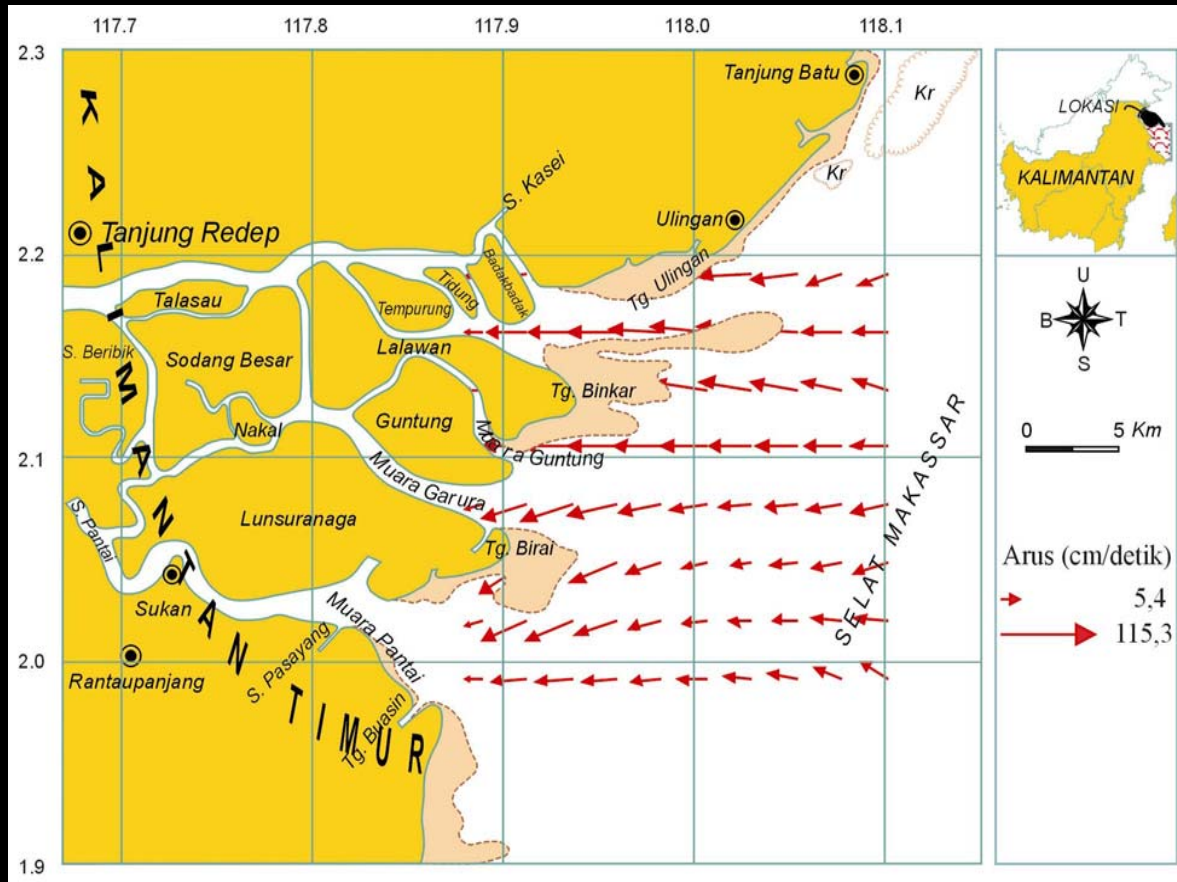 117.7 117.8 117.9 118.0 118.1
2.3
2.2
2.1
2.0
1.9
KALIMANTAN TIMUR
Tanjung Batu
Kr
Kr
S. Kasei
Ulingan
Tanjung Redep
Tg. Ulingan
Talasau
Tempurung
Tidung
Badakbadak
S. Beribik
Sodang Besar
Lalawan
Tg. Binkar
Guntung
Nakal
Muara Guntung
Muara Garura
S. Pantai
Lunsuranaga
Tg. Birai
Sukan
Muara Pantai
S. Pasayang
Rantaupanjang
Tg. Buasin
SELAT MAKASSAR
LOKASI
KALIMANTAN
U
B T
S
0 5 Km
Arus (cm/detik)
5,4
115,3